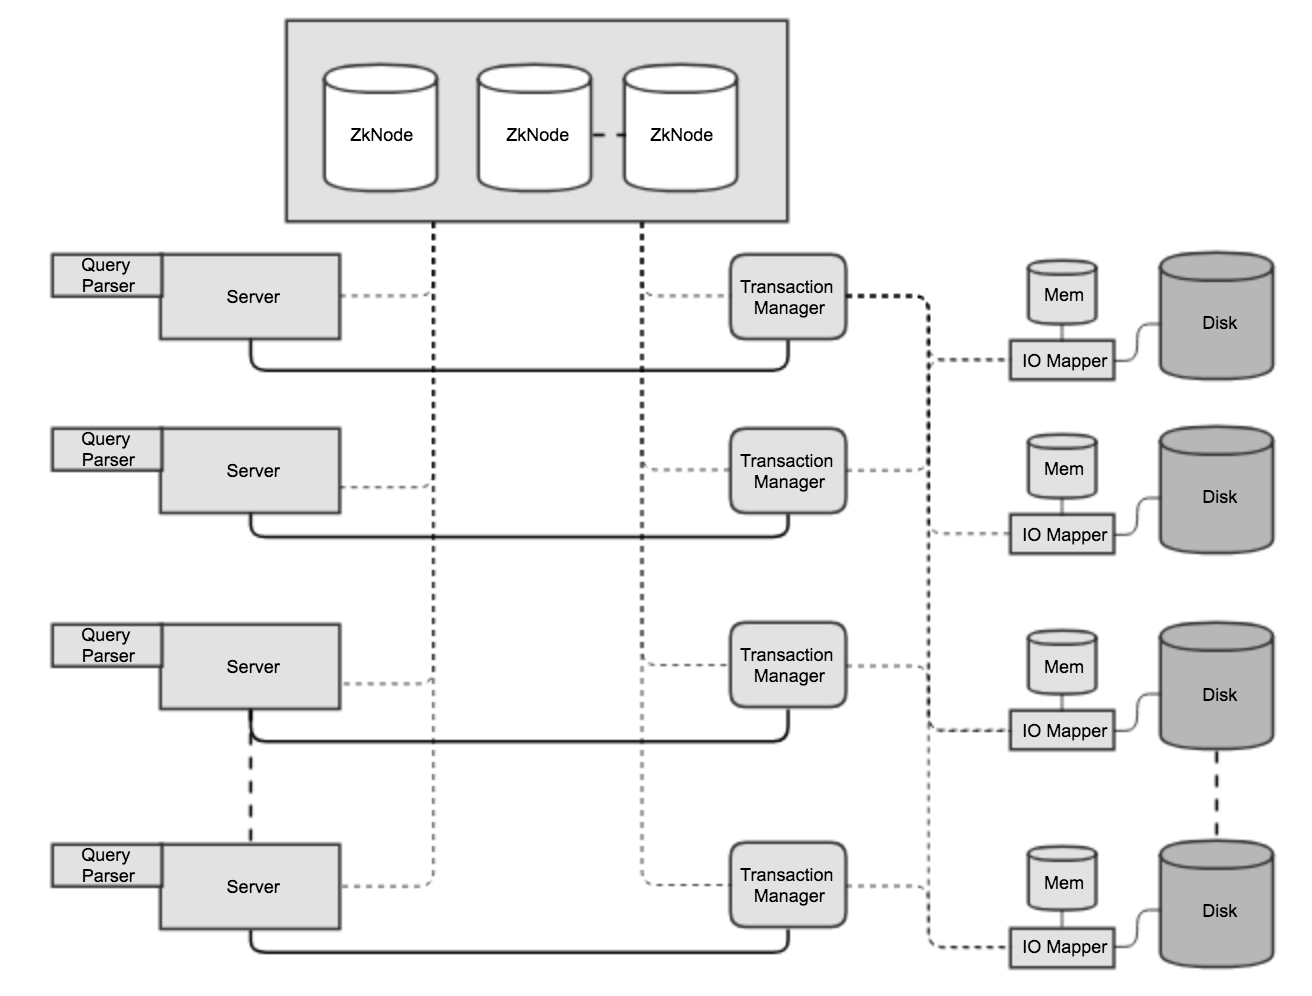 ZkNode
ZkNode
ZkNode
Query
Parser
Server
Transaction
Manager
Mem
IO Mapper
Disk
Query
Parser
Server
Transaction
Manager
Mem
IO Mapper
Disk
Query
Parser
Server
Transaction
Manager
Mem
IO Mapper
Disk
Query
Parser
Server
Transaction
Manager
Mem
IO Mapper
Disk